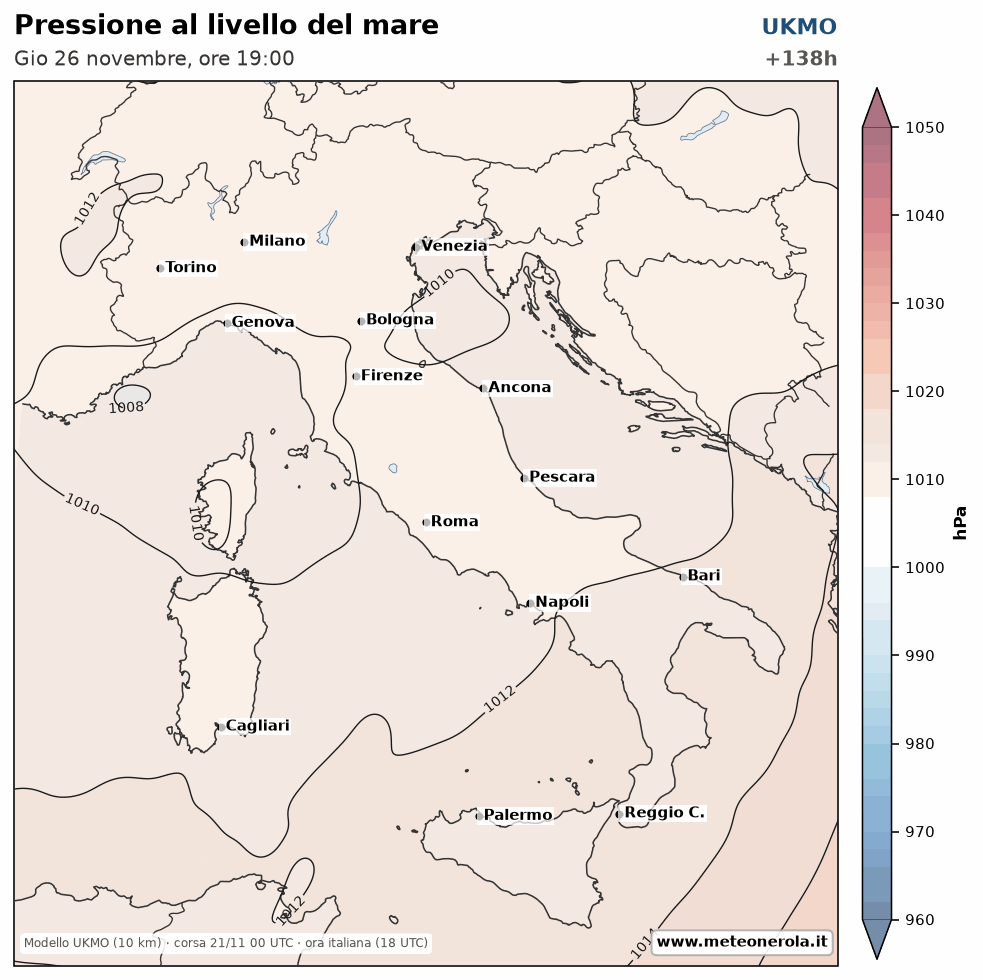 Pressione al livello del mare
UKMO
Gio 26 novembre, ore 19:00
+138h
1050
1040
1030
1020
1010
1000
990
980
970
960
hPa
1012
Milano
Venezia
Torino
1010
Genova
Bologna
Firenze
Ancona
1008
Pescara
1010
1010
Roma
Bari
Napoli
1012
Cagliari
Palermo
Reggio C.
1012
Modello UKMO (10 km) · corsa 21/11 00 UTC · ora italiana (18 UTC)
www.meteonerola.it